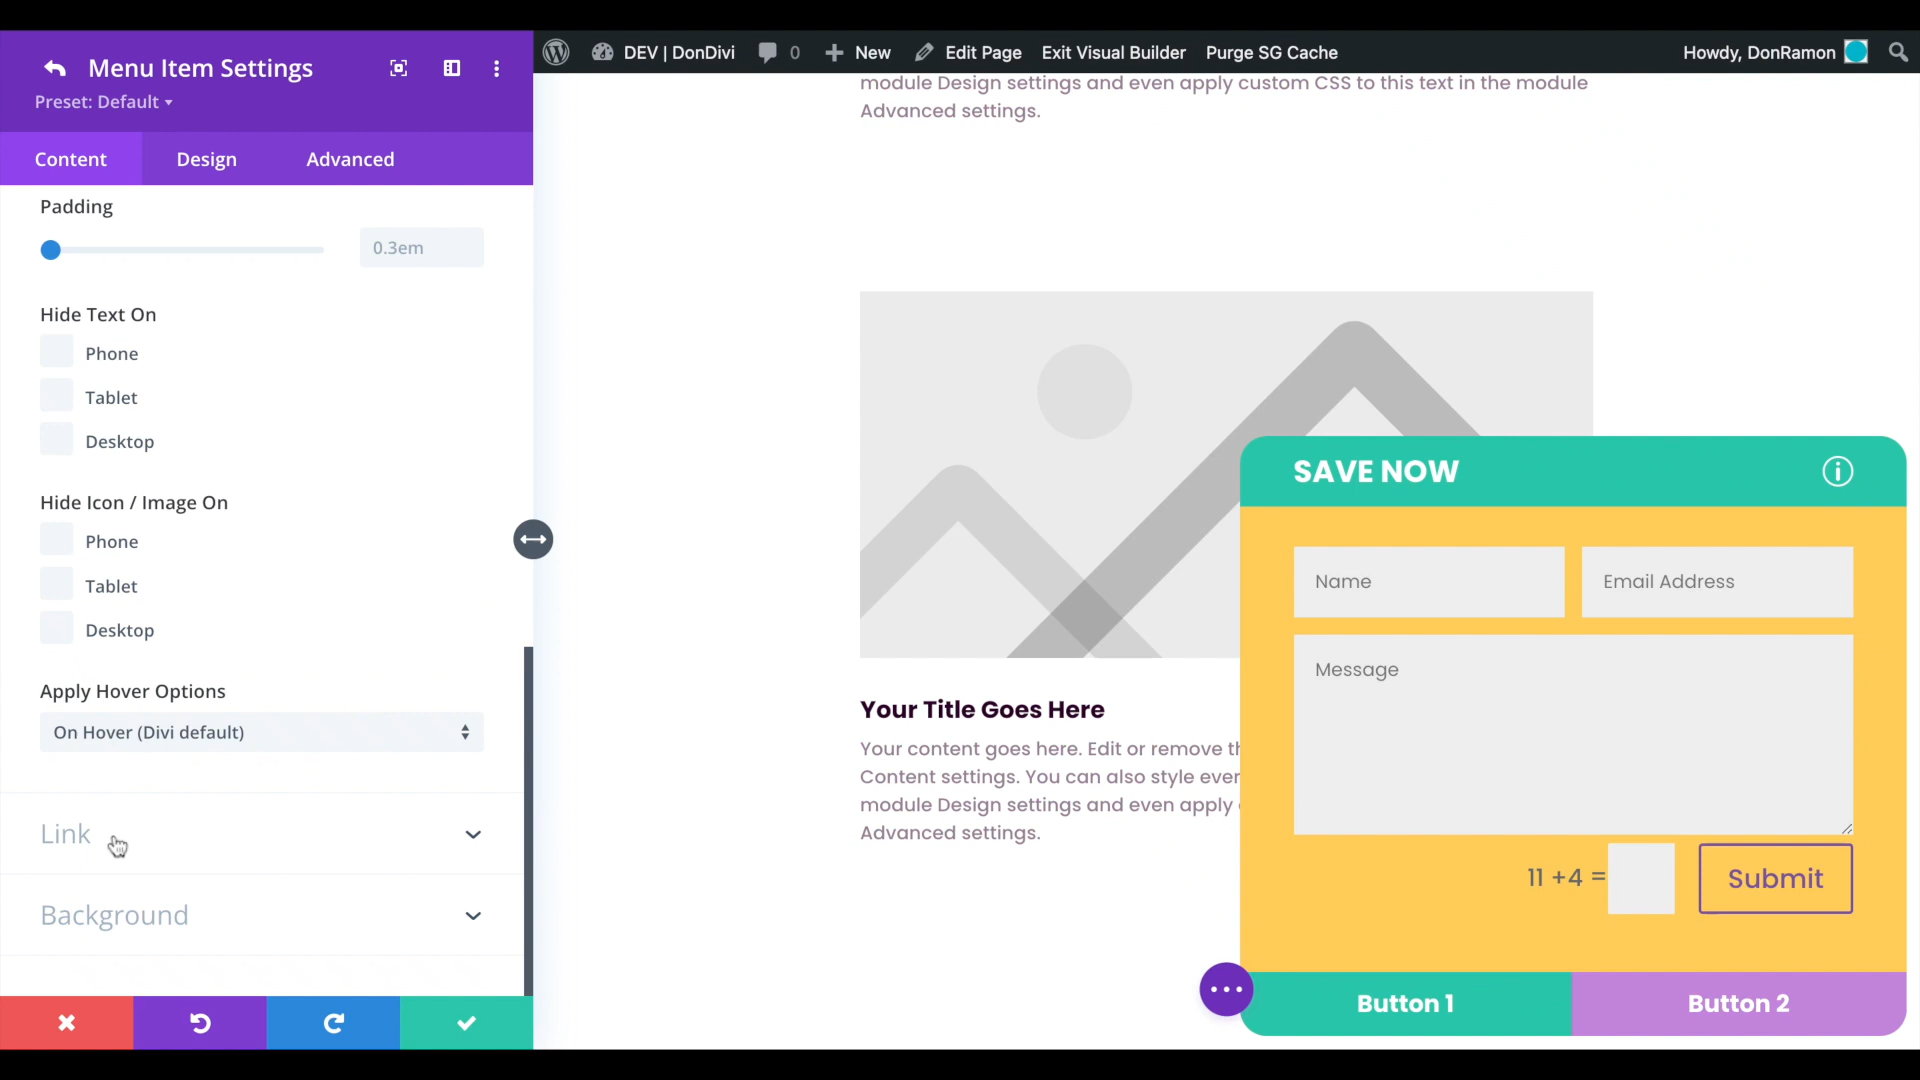 Menu Item Settings
Preset: Default
Content Design Advanced
Padding
0.3em
Hide Text On
Phone
Tablet
Desktop
Hide Icon / Image On
Phone
Tablet
Desktop
Apply Hover Options
On Hover (Divi default)
Link
Background
DEV | DonDivi 0 New Edit Page Exit Visual Builder Purge SG Cache Howdy, DonRamon
module Design settings and even apply custom CSS to this text in the module
Advanced settings.
Your Title Goes Here
Your content goes here. Edit or remove th
Content settings. You can also style ever
module Design settings and even apply
Advanced settings.
SAVE NOW
Name Email Address
Message
11 +4 = Submit
Button 1 Button 2